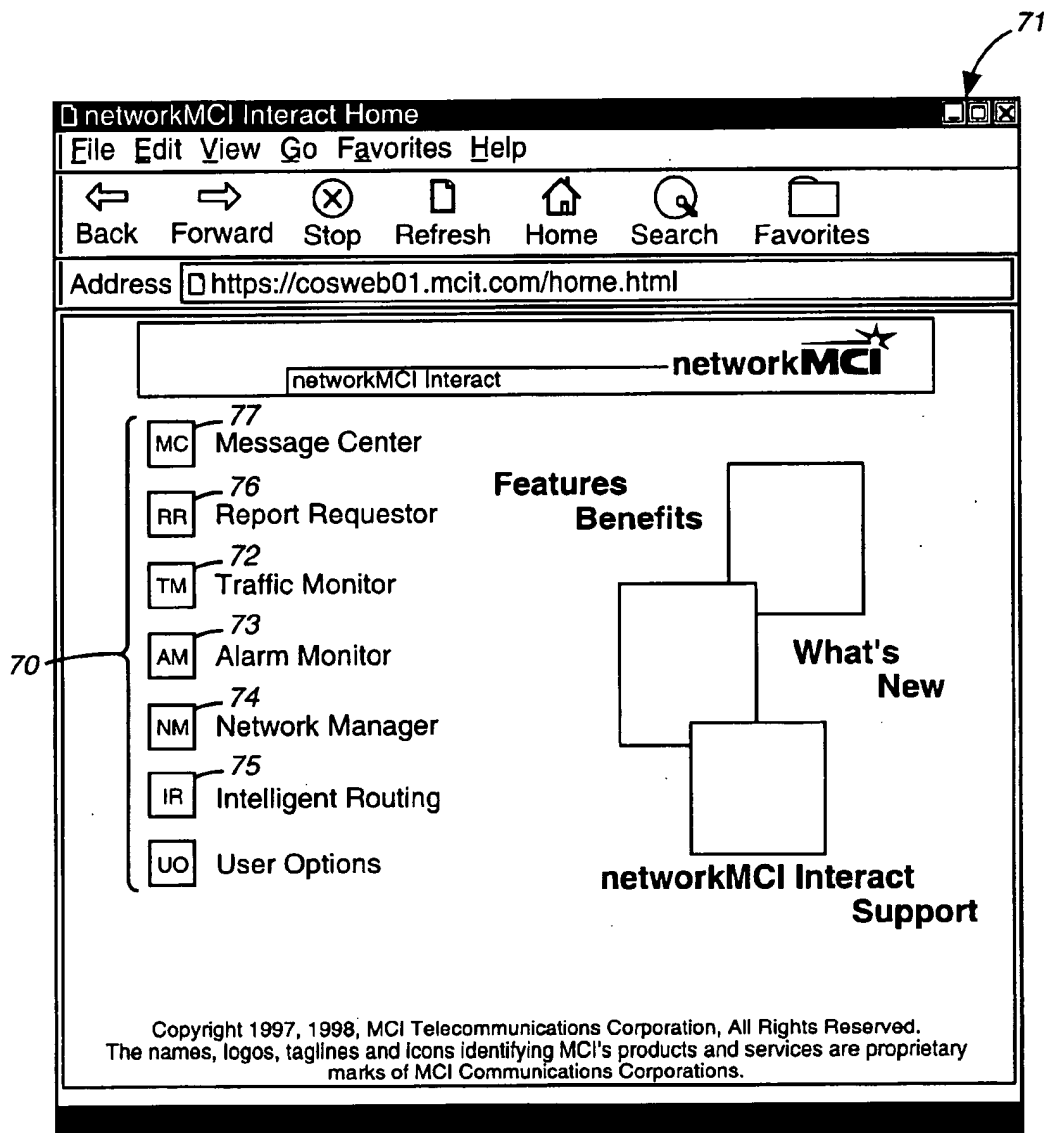 71
networkMCI Interact Home
File Edit View Go Favorites Help
Back Forward Stop Refresh Home Search Favorites
Address https://cosweb01.mcit.com/home.html
networkMCI Interact
networkMCI
70
MC 77 Message Center
RR 76 Report Requestor
TM 72 Traffic Monitor
AM 73 Alarm Monitor
NM 74 Network Manager
IR 75 Intelligent Routing
UO User Options
Features
Benefits
What's
New
networkMCI Interact
Support
Copyright 1997, 1998, MCI Telecommunications Corporation, All Rights Reserved.
The names, logos, taglines and icons identifying MCI's products and services are proprietary
marks of MCI Communications Corporations.